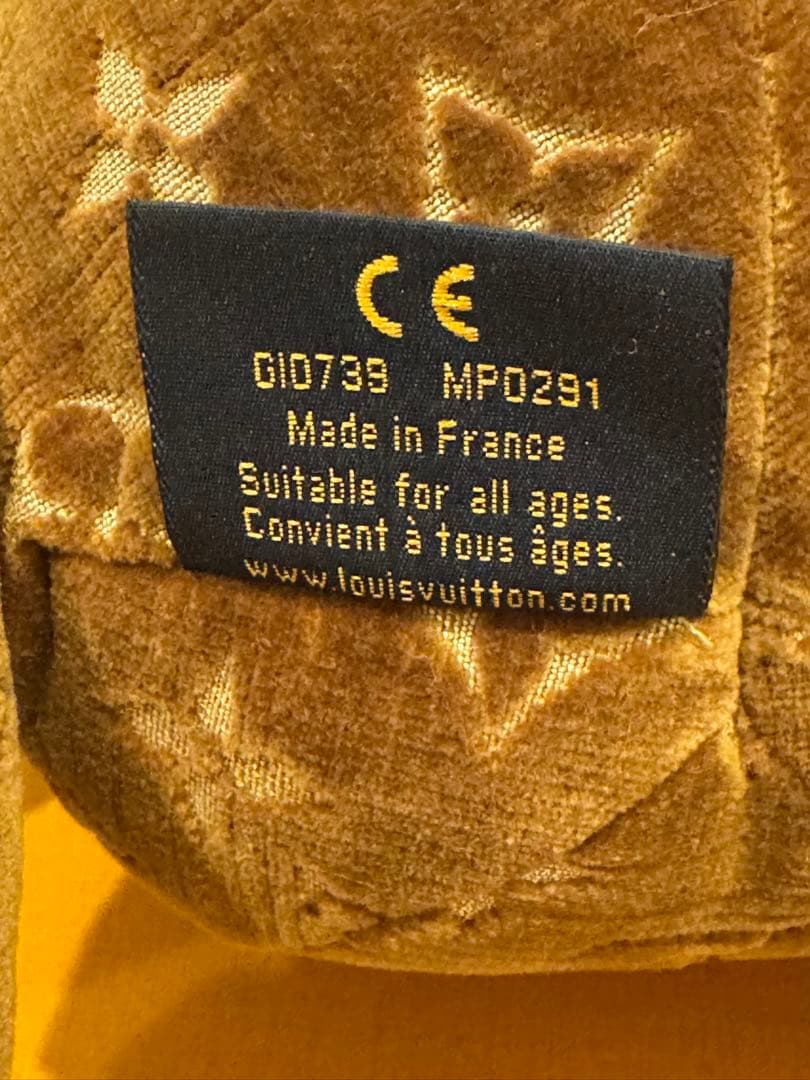 CE
GI0739 MP0291
Made in France
Suitable for all ages.
Convient à tous âges.
www.louisvuitton.com